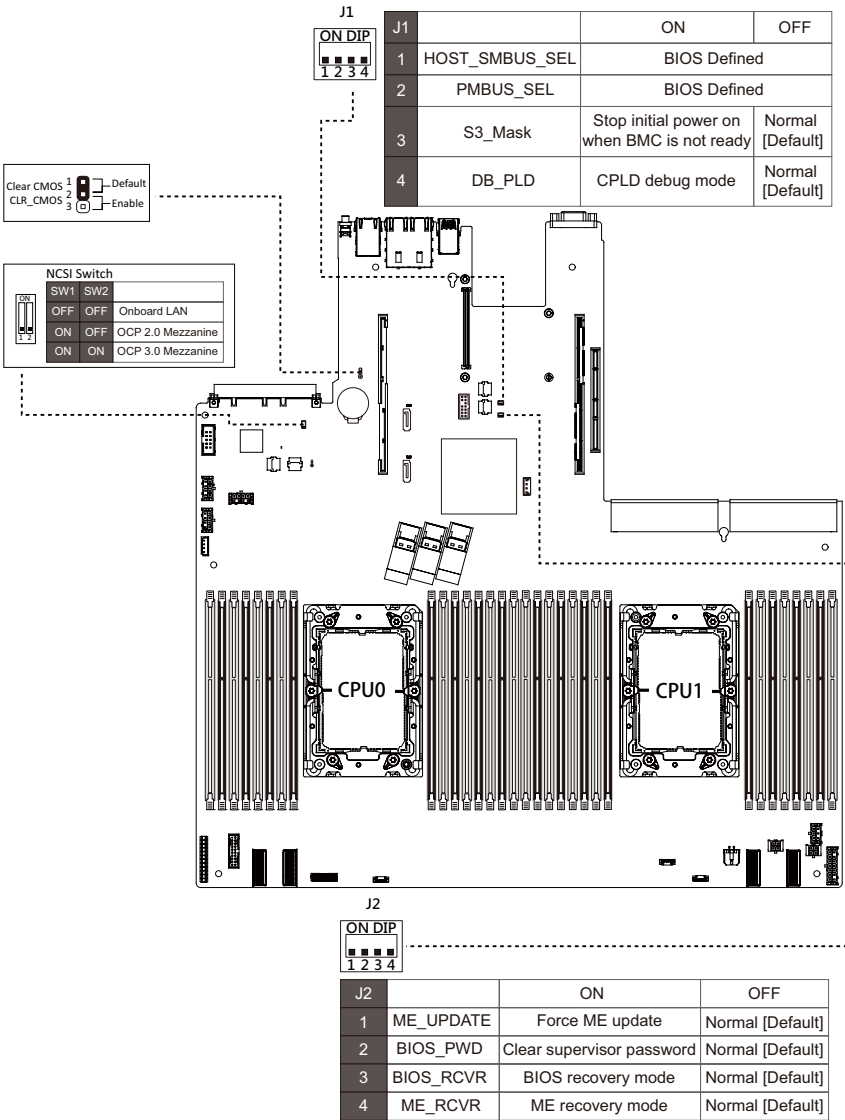 J1
ON DIP
1 2 3 4
J1 ON OFF
1 HOST_SMBUS_SEL BIOS Defined
2 PMBUS_SEL BIOS Defined
3 S3_Mask Stop initial power on when BMC is not ready Normal [Default]
4 DB_PLD CPLD debug mode Normal [Default]
Clear CMOS 1 Default
CLR_CMOS 2
3 Enable
NCSI Switch
ON
1 2
SW1 SW2
OFF OFF Onboard LAN
ON OFF OCP 2.0 Mezzanine
ON ON OCP 3.0 Mezzanine
CPU0
CPU1
J2
ON DIP
1 2 3 4
J2 ON OFF
1 ME_UPDATE Force ME update Normal [Default]
2 BIOS_PWD Clear supervisor password Normal [Default]
3 BIOS_RCVR BIOS recovery mode Normal [Default]
4 ME_RCVR ME recovery mode Normal [Default]